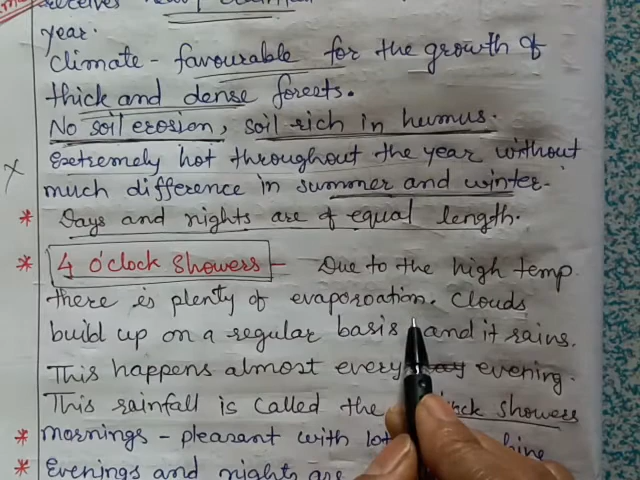 receives
year.
Climate - favourable for the growth of
thick and dense forests.
No soil erosion, soil rich in humus.
Extremely hot throughout the year without
much difference in summer and winter.
* Days and nights are of equal length.
* 4 o'clock showers - Due to the high temp.
there is plenty of evaporation. Clouds
build up on a regular basis and it rains.
This happens almost every evening.
This rainfall is called the showers
* Mornings - pleasant with
* Evenings and nights are